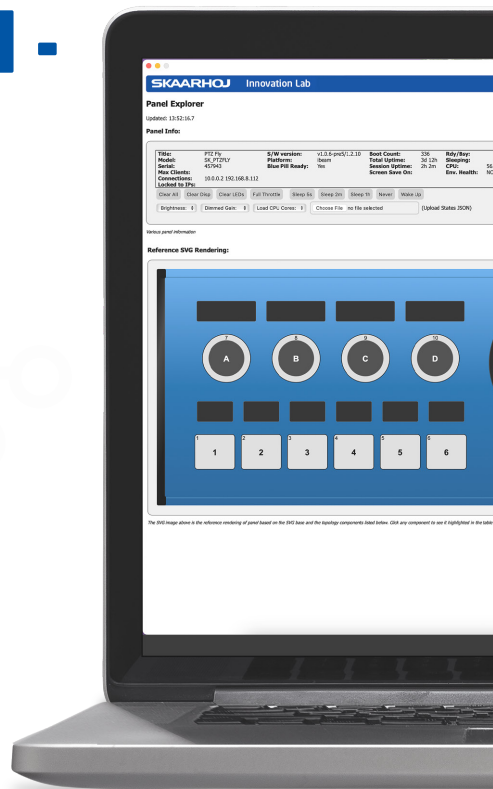 SKAARHOJ Innovation Lab
Panel Explorer
Updated: 13:52:16.7
Panel Info:
Title: PTZ Fly S/W version: v1.0.6-pre5/1.2.10 Boot Count: 336 Rdy/Bsy:
Model: SK_PTZFLY Platform: ibeam Total Uptime: 3d 12h Sleeping:
Serial: 457943 Blue Pill Ready: Yes Session Uptime: 2h 2m CPU: 56
Max Clients: Screen Save On: Env. Health: NO
Connections: 10.0.0.2 192.168.8.112
Locked to IPs:
Clear All Clear Disp Clear LEDs Full Throttle Sleep 5s Sleep 2m Sleep 1h Never Wake Up
Brightness: Dimmed Gain: Load CPU Cores: Choose File no file selected (Upload States JSON)
Various panel information
Reference SVG Rendering:
7 8 9 10
A B C D
1 2 3 4 5 6
1 2 3 4 5 6
The SVG image above is the reference rendering of panel based on the SVG base and the topology components listed below. Click any component to see it highlighted in the table